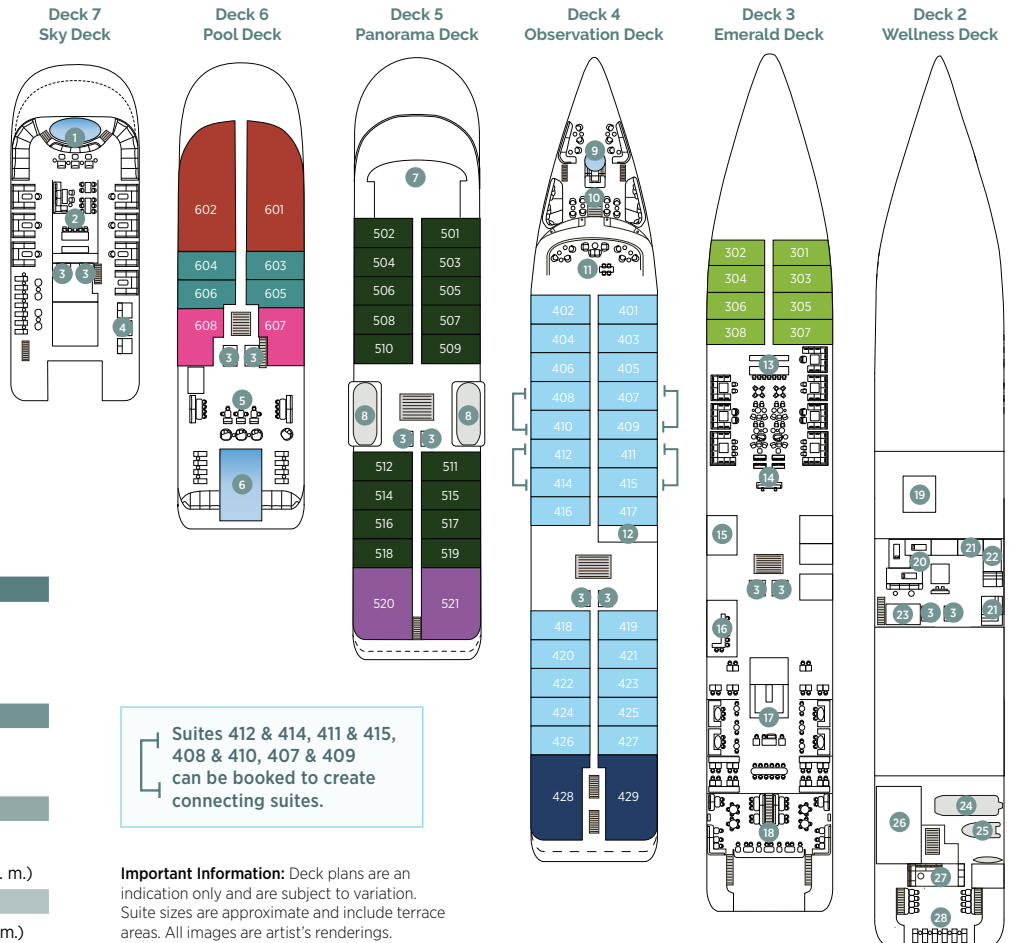 Deck 7
Sky Deck
Deck 6
Pool Deck
Deck 5
Panorama Deck
Deck 4
Observation Deck
Deck 3
Emerald Deck
Deck 2
Wellness Deck
1
2
3 3
4
602 601
604 603
606 605
608 607
3 3
5
6
7
502 501
504 503
506 505
508 507
510 509
8 8
3 3
512 511
514 515
516 517
518 519
520 521
9
10
11
402 401
404 403
406 405
408 407
410 409
412 411
414 415
416 417
12
3 3
418 419
420 421
422 423
424 425
426 427
428 429
302 301
304 303
306 305
308 307
13
14
15
3 3
16
17
18
19
20 21 22
23 3 3 21
24
25
26
27
28
Suites 412 & 414, 411 & 415,
408 & 410, 407 & 409
can be booked to create
connecting suites.
. m.)
m.)
Important Information: Deck plans are an
indication only and are subject to variation.
Suite sizes are approximate and include terrace
areas. All images are artist's renderings.